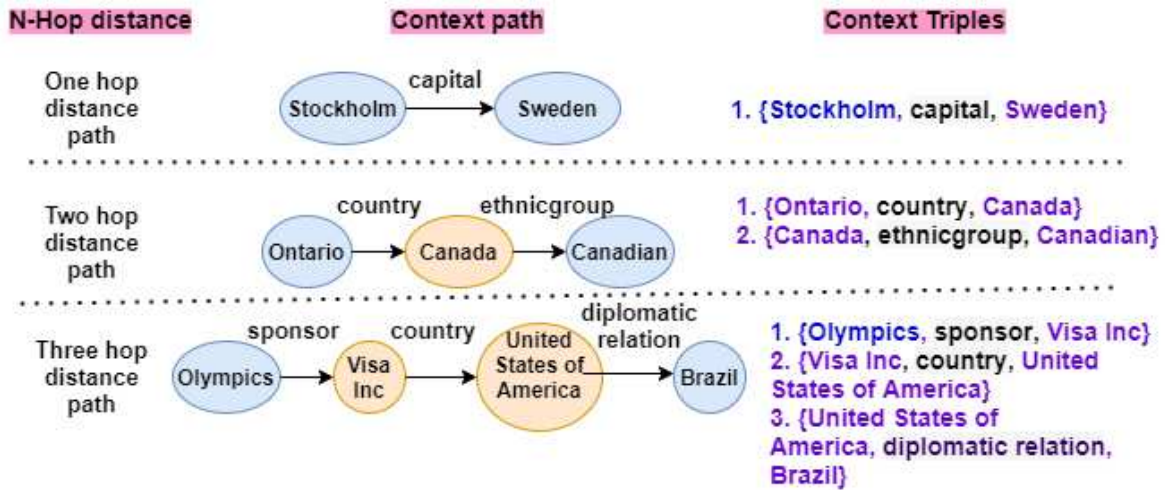 N-Hop distance
Context path
Context Triples
One hop
distance
path
capital
Stockholm
Sweden
1. {Stockholm, capital, Sweden}
Two hop
distance
path
country
ethnicgroup
Ontario
Canada
Canadian
1. {Ontario, country, Canada}
2. {Canada, ethnicgroup, Canadian}
Three hop
distance
path
sponsor
country
diplomatic
relation
Olympics
Visa
Inc
United
States of
America
Brazil
1. {Olympics, sponsor, Visa Inc}
2. {Visa Inc, country, United
States of America}
3. {United States of
America, diplomatic relation,
Brazil}